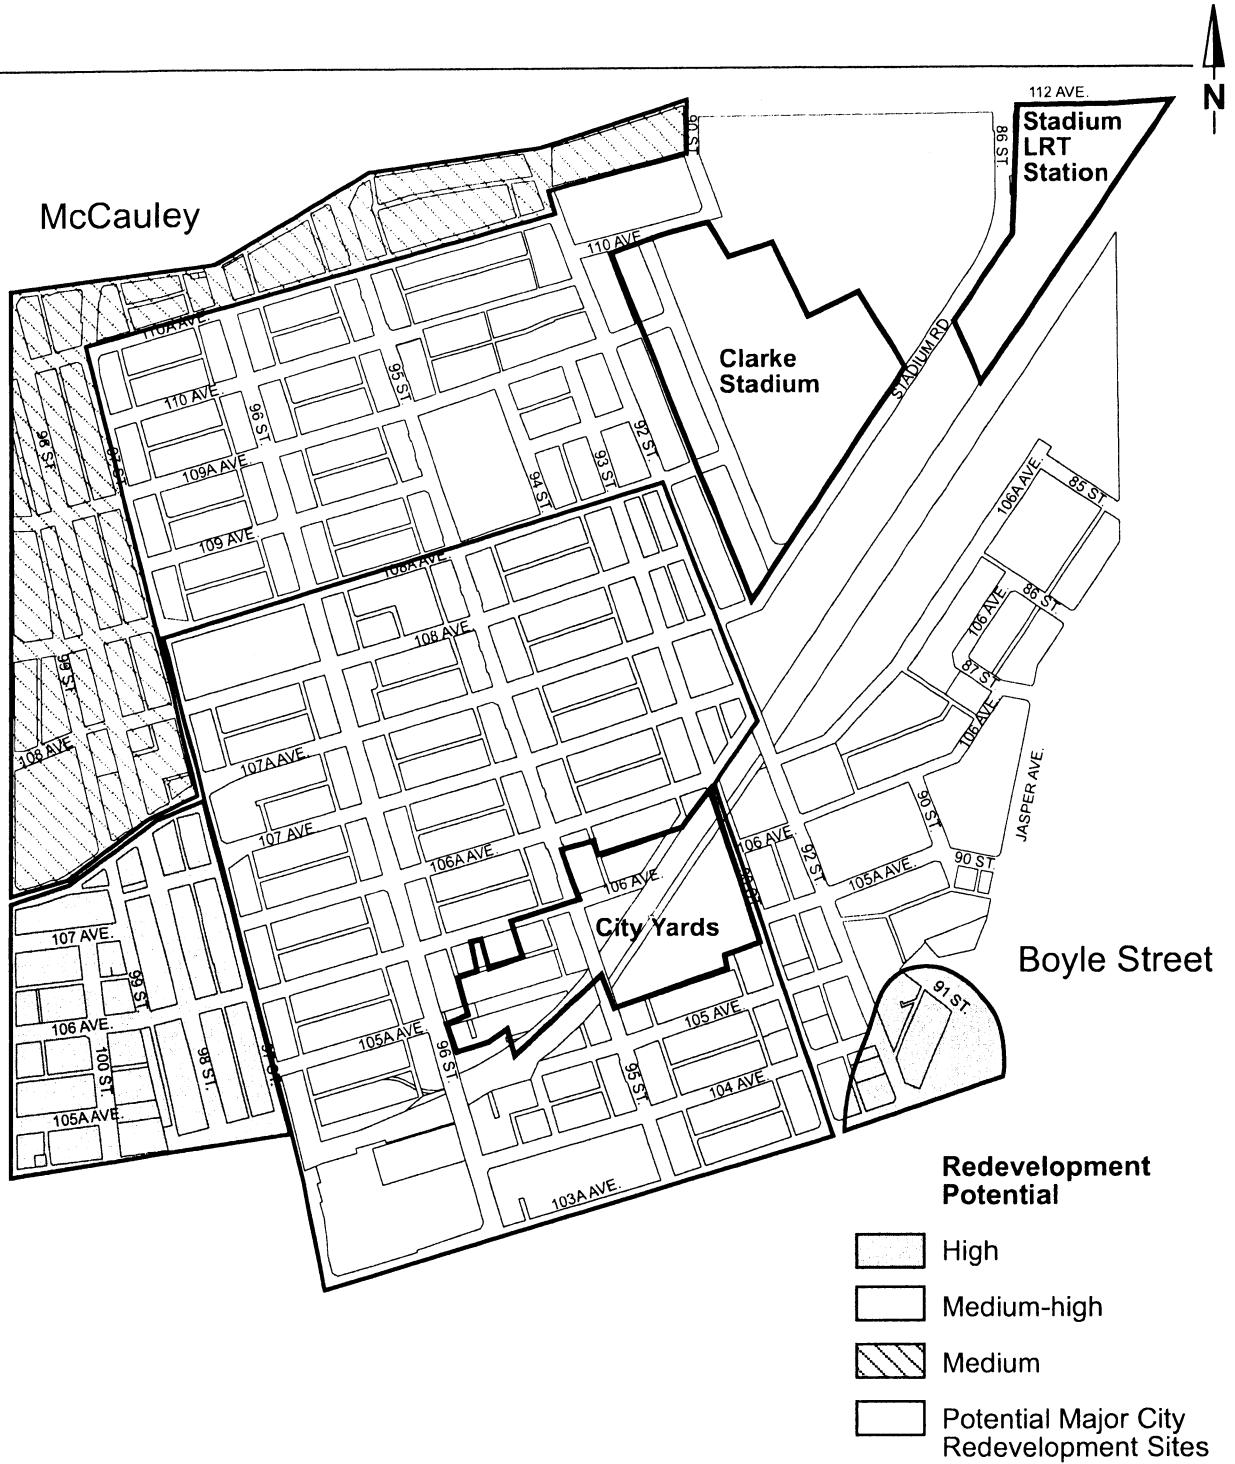 112 AVE.
N
90 ST
86 ST.
Stadium
LRT
Station
McCauley
110 AVE.
110A AVE.
STADIUM RD
Clarke
Stadium
95 ST
110 AVE.
96 ST
92 ST.
98 ST.
97 ST.
109A AVE
93 ST
94 ST
106A AVE.
85 ST
109 AVE.
108A AVE.
86 ST.
106 AVE
108 AVE
99 ST.
87 ST
106 AVE
108 AVE
107A AVE.
JASPER AVE.
90 ST
107 AVE
106 AVE
106A AVE.
92 ST
90 ST
105A AVE.
106 AVE.
City Yards
107 AVE.
Boyle Street
99 ST
91 ST.
106 AVE.
105 AVE.
105A AVE.
96 ST.
100 ST.
98 ST.
97 ST.
95 ST.
104 AVE.
105A AVE.
103A AVE.
Redevelopment
Potential
High
Medium-high
Medium
Potential Major City
Redevelopment Sites